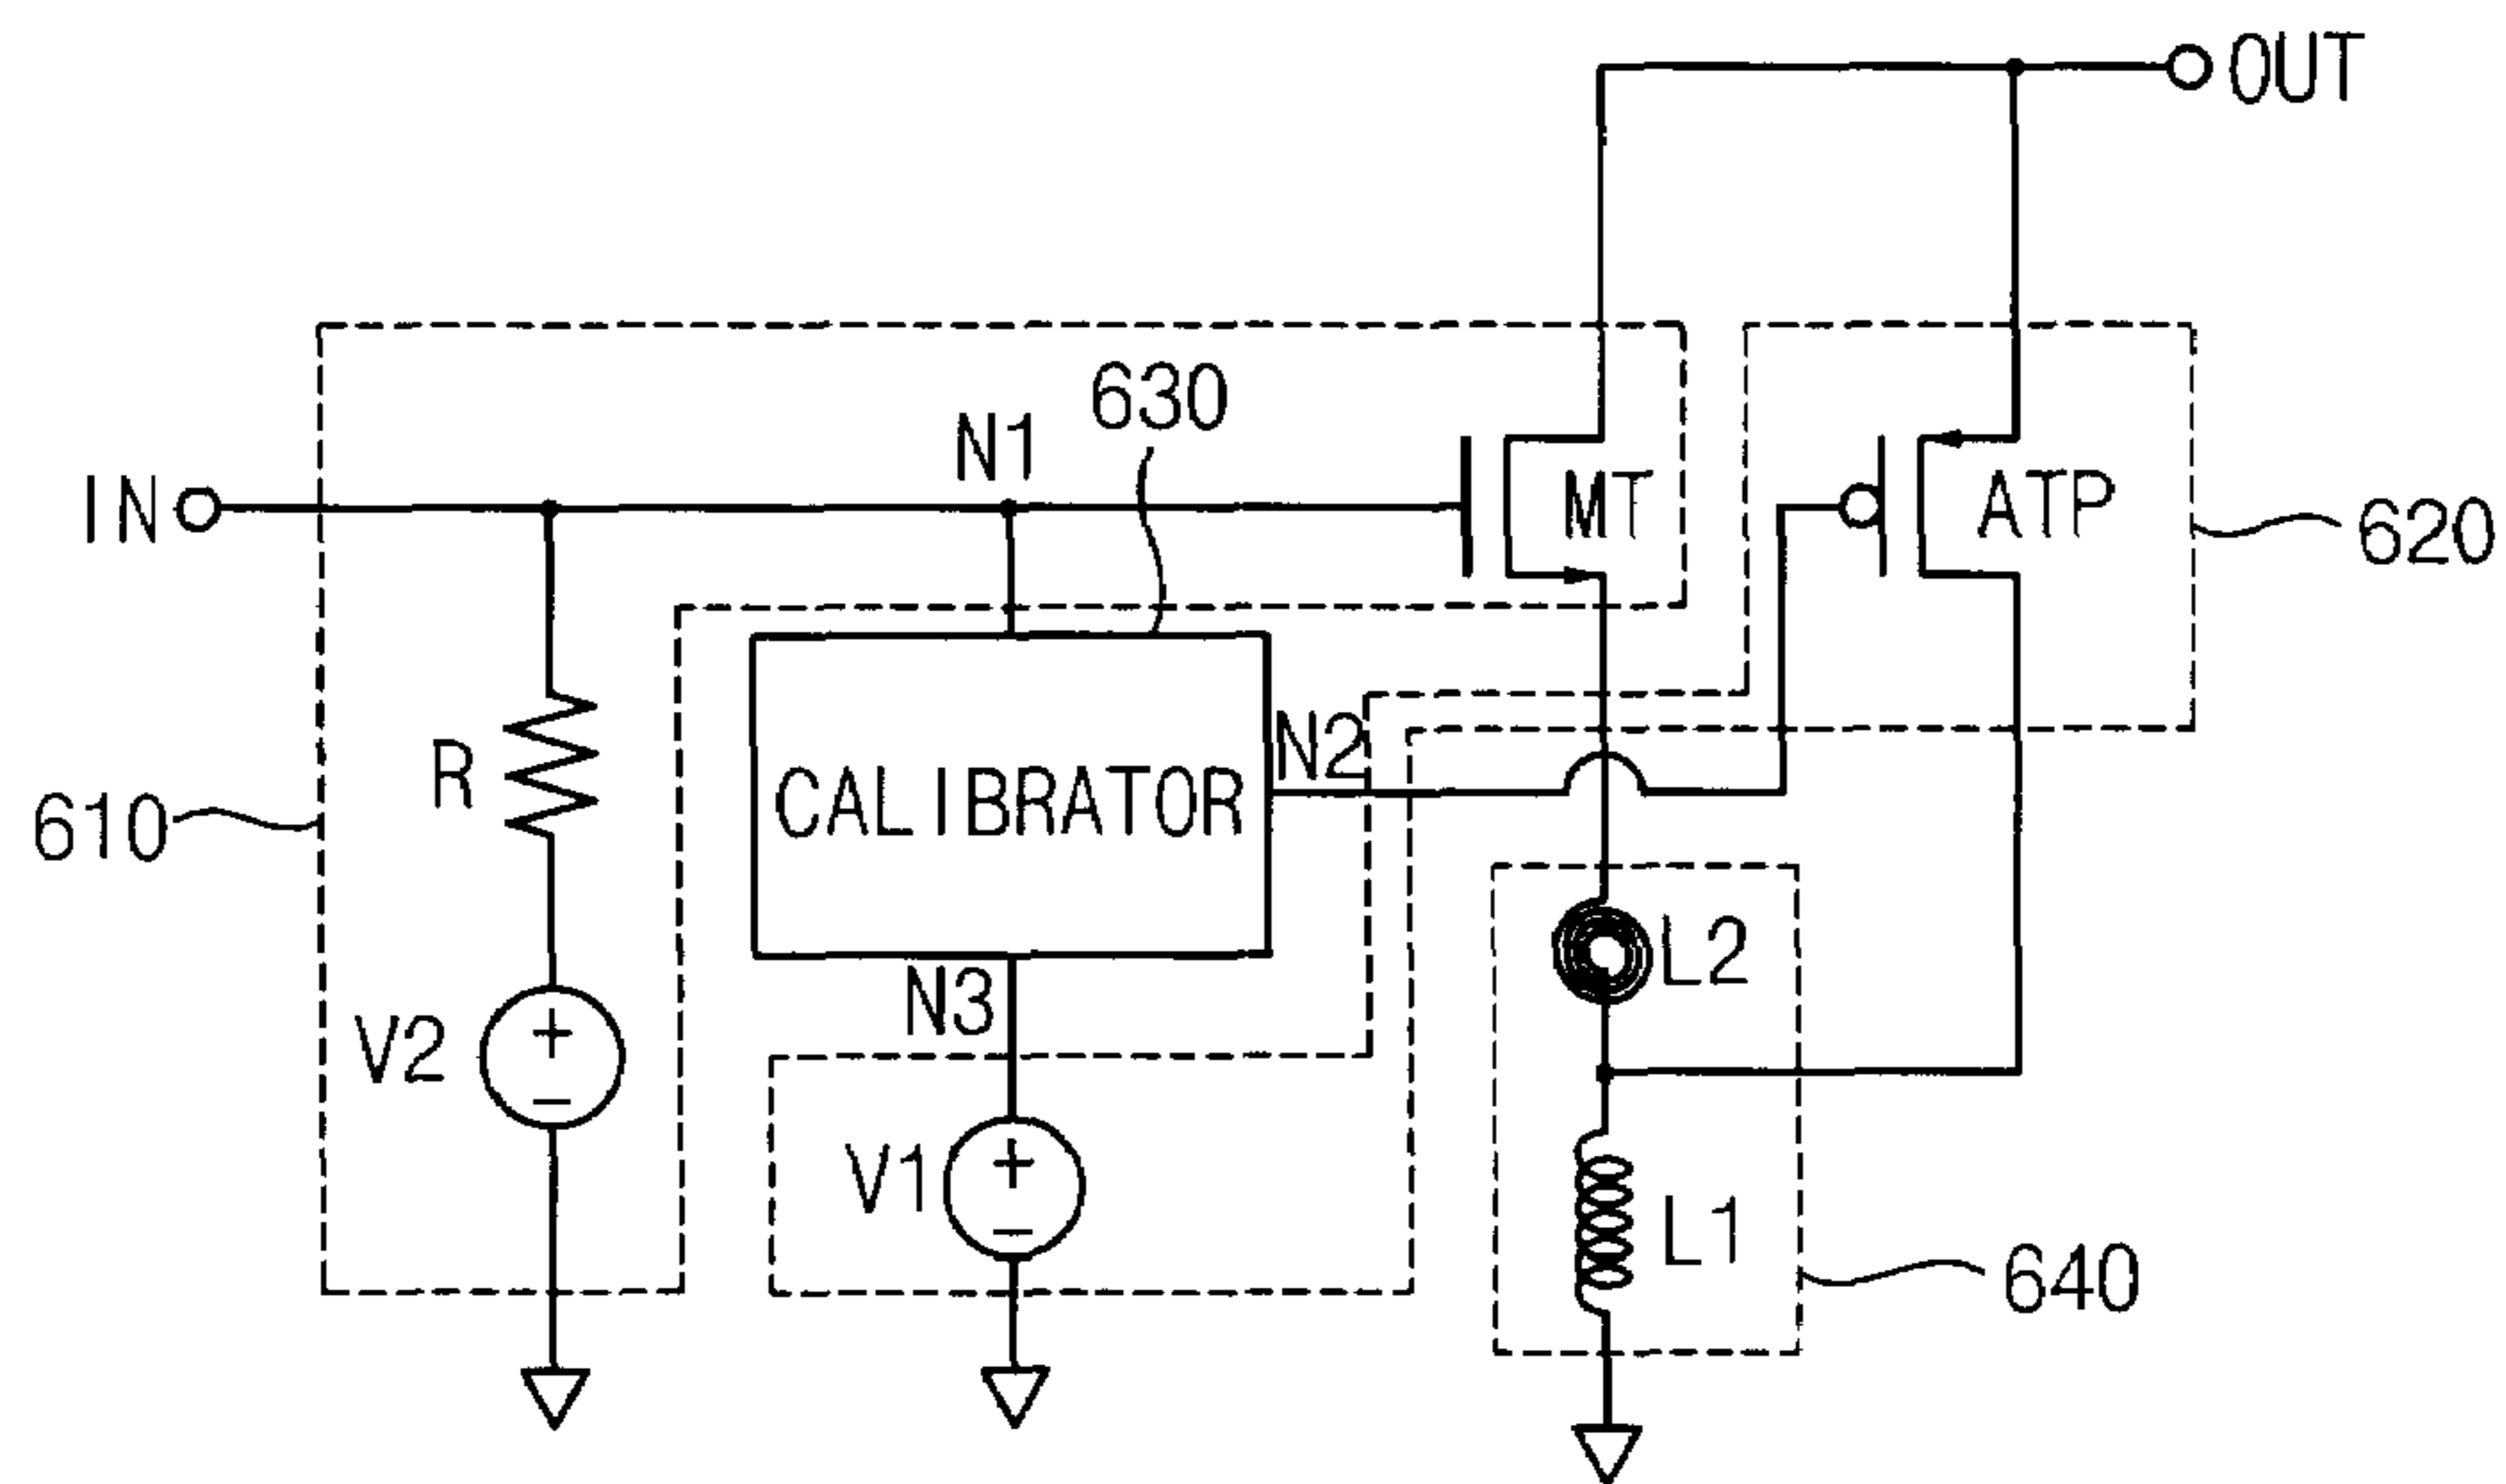 OUT
630
N1
IN
MT
ATP
620
R
N2
CALIBRATOR
610
L2
N3
V2
V1
L1
640